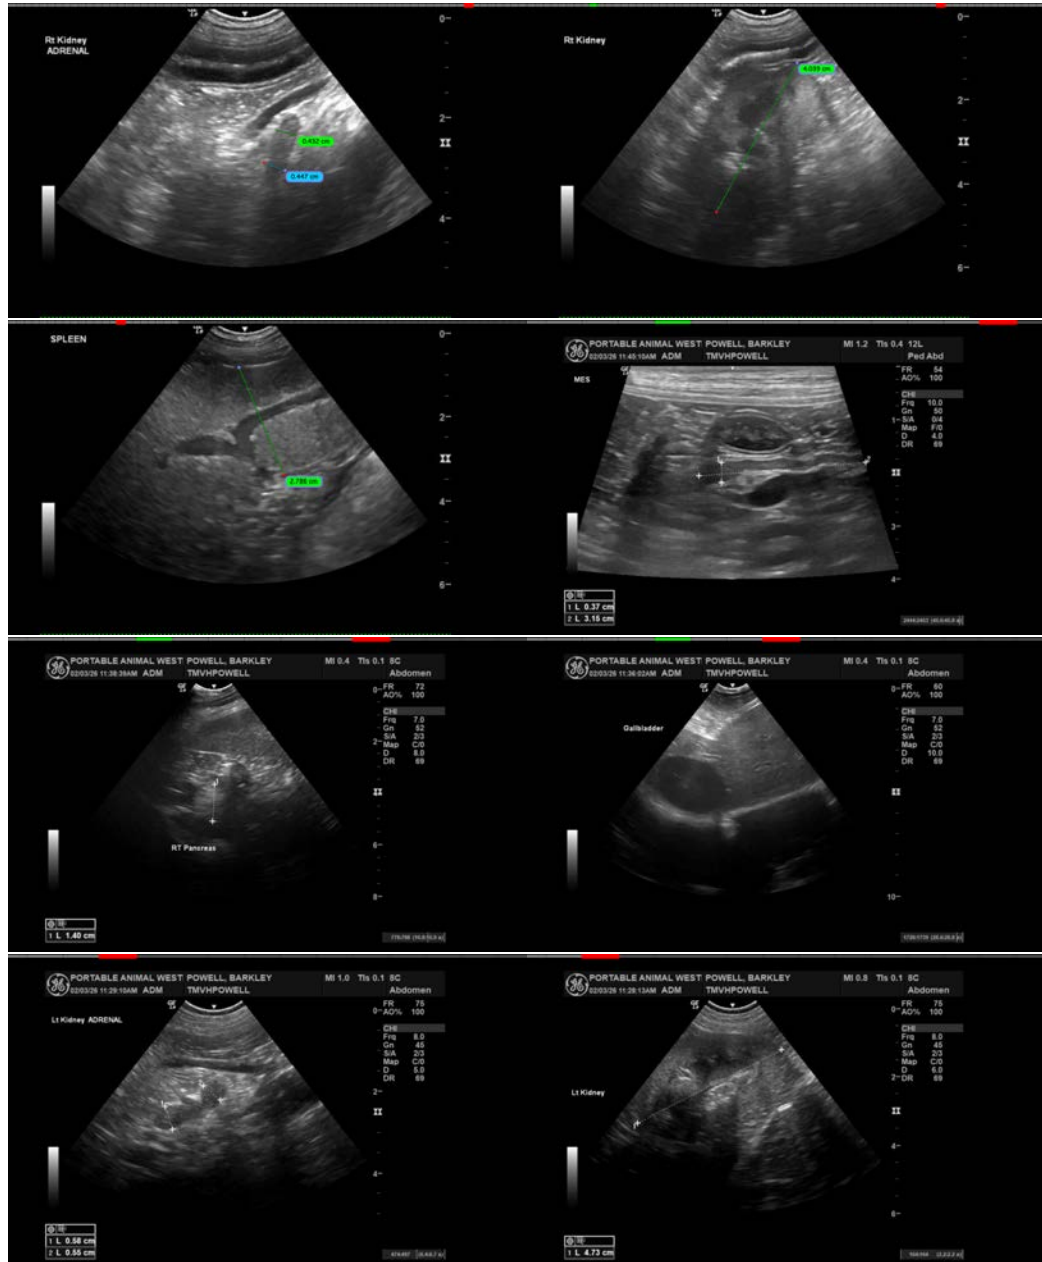 Rt Kidney
ADRENAL
0.432 cm
0.447 cm
0
2
4
Rt Kidney
4.035 cm
0
2
4
6
SPLEEN
2.786 cm
0
2
4
6
PORTABLE ANIMAL WEST POWELL, BARKLEY MI 1.2 TIs 0.4 12L
02/03/26 11:45:10AM ADM TMVHPOWELL Ped Abd
MES
FR 54
AO% 100
CHI
Frq 10.0
Gn 50
S/A 0/4
Map F/0
D 4.0
DR 69
1 L 0.37 cm
2 L 3.15 cm
PORTABLE ANIMAL WEST POWELL, BARKLEY MI 0.4 TIs 0.1 8C
02/03/26 11:38:39AM ADM TMVHPOWELL Abdomen
FR 72
AO% 100
CHI
Frq 7.0
Gn 52
S/A 2/3
Map C/0
D 8.0
DR 69
RT Pancreas
1 L 1.40 cm
PORTABLE ANIMAL WEST POWELL, BARKLEY MI 0.4 TIs 0.1 8C
02/03/26 11:36:02AM ADM TMVHPOWELL Abdomen
Gallbladder
FR 60
AO% 100
CHI
Frq 7.0
Gn 52
S/A 2/3
Map C/0
D 10.0
DR 69
PORTABLE ANIMAL WEST POWELL, BARKLEY MI 1.0 TIs 0.1 8C
02/03/26 11:29:10AM ADM TMVHPOWELL Abdomen
Lt Kidney ADRENAL
FR 75
AO% 100
CHI
Frq 8.0
Gn 45
S/A 2/3
Map C/0
D 5.0
DR 69
1 L 0.58 cm
2 L 0.55 cm
PORTABLE ANIMAL WEST POWELL, BARKLEY MI 0.8 TIs 0.1 8C
02/03/26 11:28:13AM ADM TMVHPOWELL Abdomen
Lt Kidney
FR 75
AO% 100
CHI
Frq 8.0
Gn 45
S/A 2/3
Map C/0
D 6.0
DR 69
1 L 4.73 cm